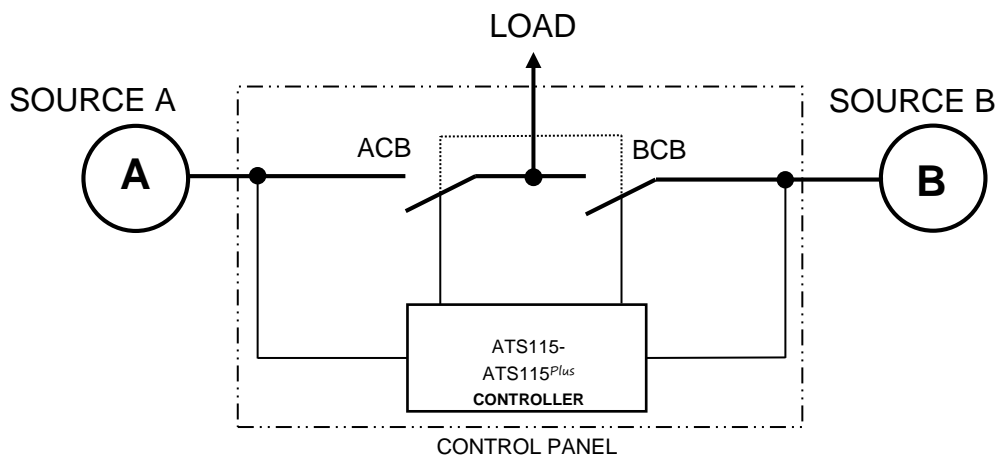 LOAD
SOURCE A
SOURCE B
A
ACB
BCB
B
ATS115-
ATS115Plus
CONTROLLER
CONTROL PANEL